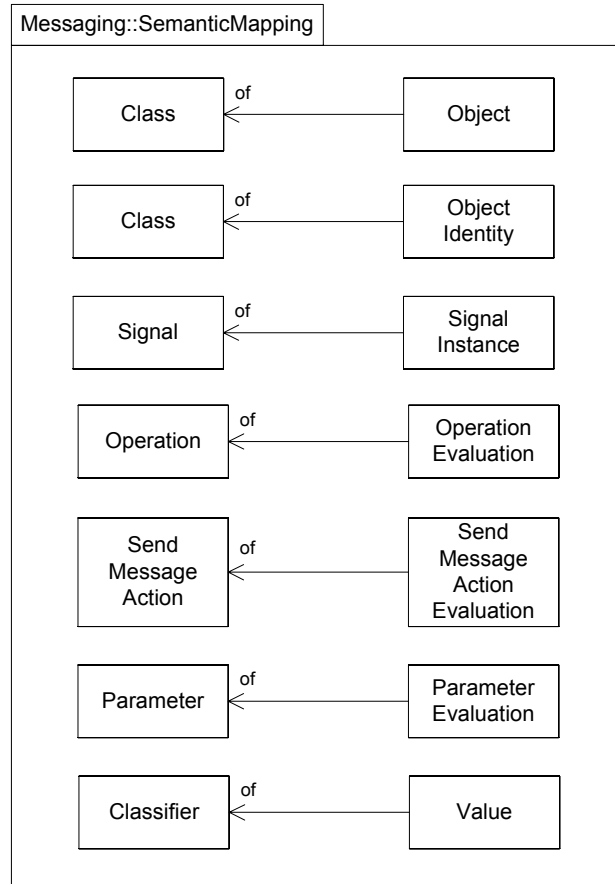 Messaging::SemanticMapping
of
Class
Object
of
Class
Object
Identity
of
Signal
Signal
Instance
of
Operation
Operation
Evaluation
of
Send
Message
Action
Send
Message
Action
Evaluation
of
Parameter
Parameter
Evaluation
of
Classifier
Value